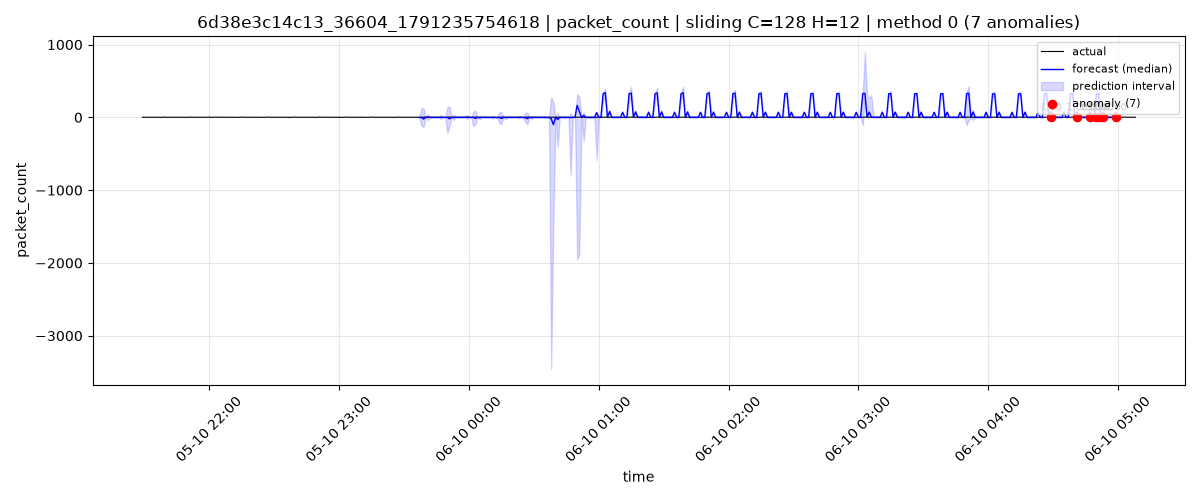 6d38e3c14c13_36604_1791235754618 | packet_count | sliding C=128 H=12 | method 0 (7 anomalies)
1000
0
−1000
−2000
−3000
packet_count
actual
forecast (median)
prediction interval
anomaly (7)
05-10 22:00
05-10 23:00
06-10 00:00
06-10 01:00
06-10 02:00
06-10 03:00
06-10 04:00
06-10 05:00
time